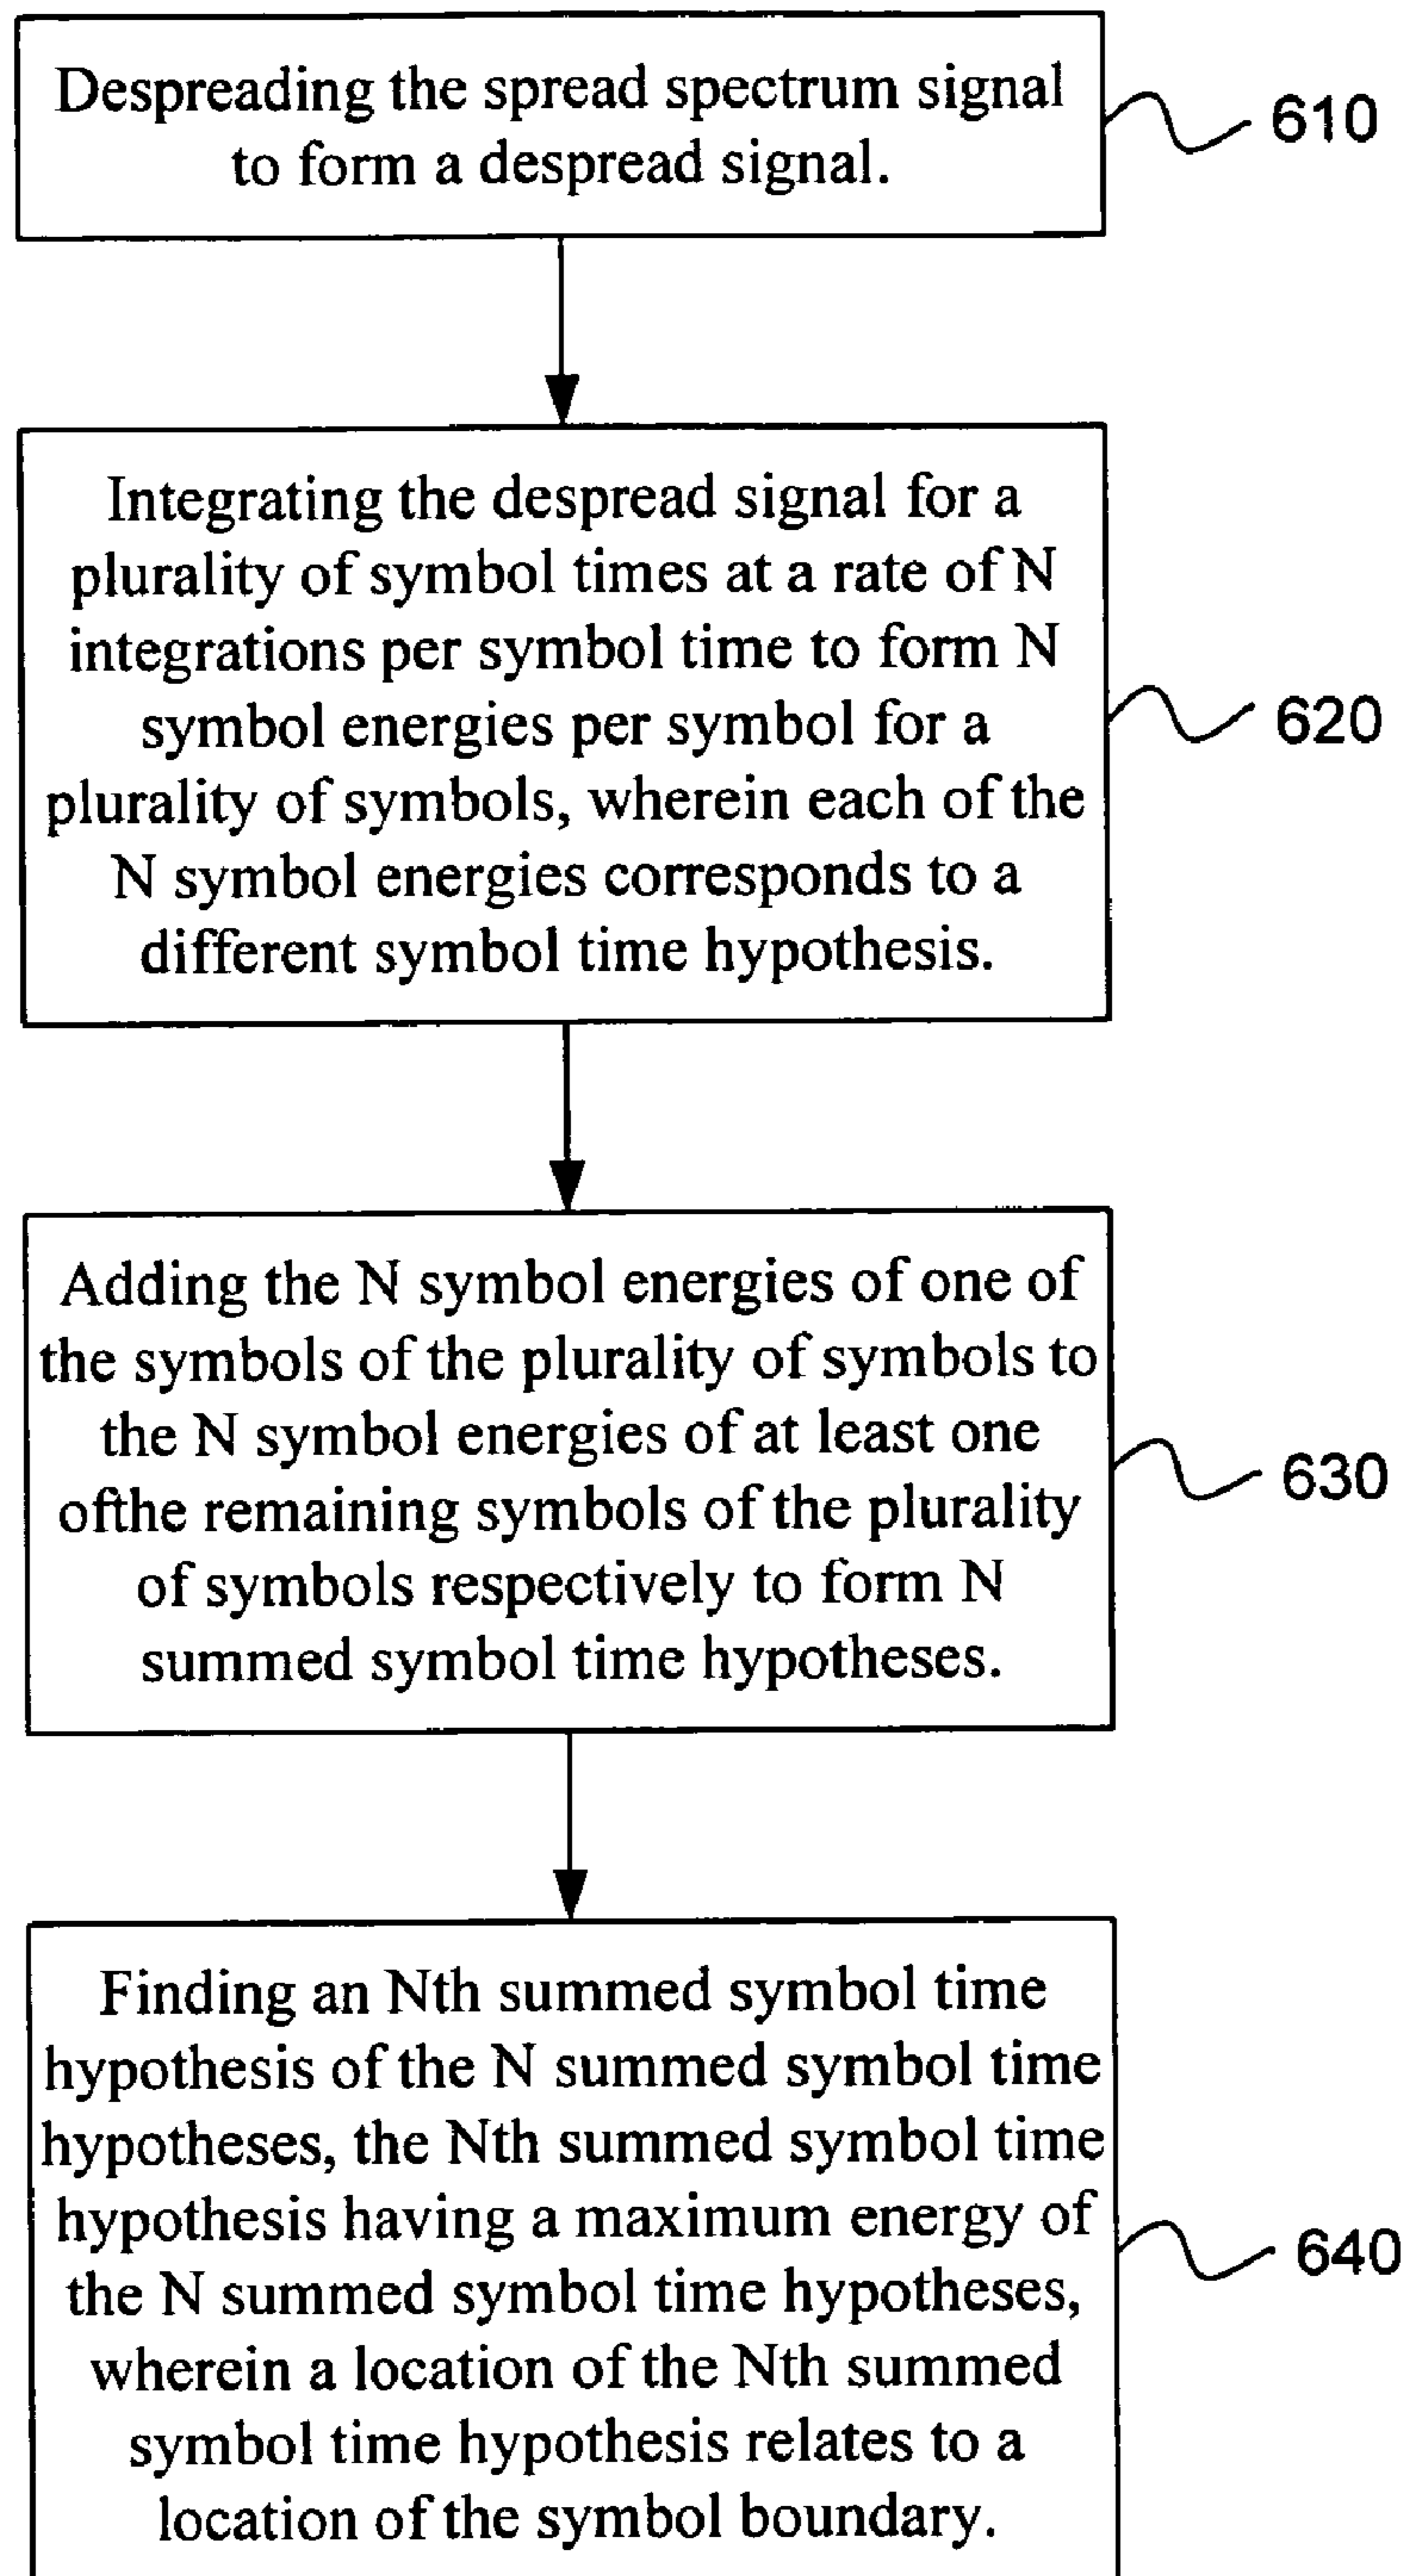 Despreading the spread spectrum signal
to form a despread signal.
610
Integrating the despread signal for a
plurality of symbol times at a rate of N
integrations per symbol time to form N
symbol energies per symbol for a
plurality of symbols, wherein each of the
N symbol energies corresponds to a
different symbol time hypothesis.
620
Adding the N symbol energies of one of
the symbols of the plurality of symbols to
the N symbol energies of at least one
ofthe remaining symbols of the plurality
of symbols respectively to form N
summed symbol time hypotheses.
630
Finding an Nth summed symbol time
hypothesis of the N summed symbol time
hypotheses, the Nth summed symbol time
hypothesis having a maximum energy of
the N summed symbol time hypotheses,
wherein a location of the Nth summed
symbol time hypothesis relates to a
location of the symbol boundary.
640